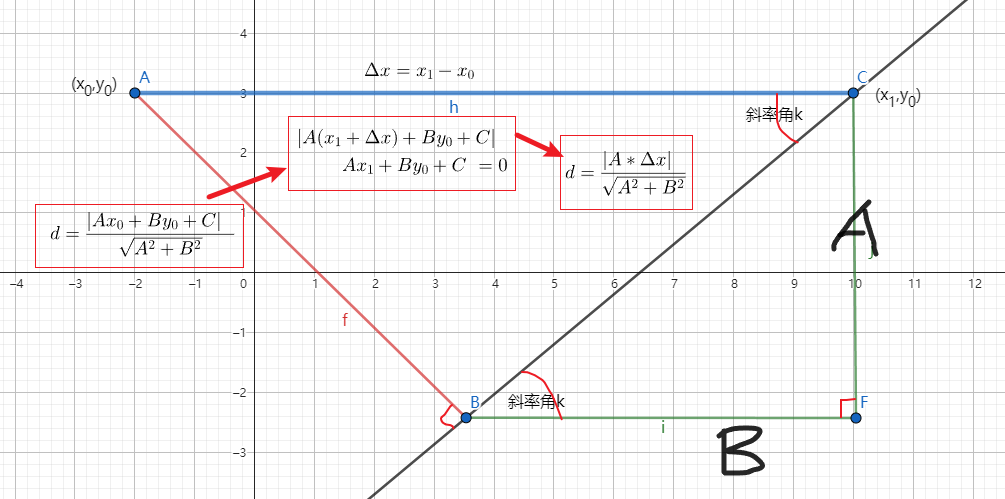 4
Δx = x₁ − x₀
A
(x₀,y₀)
3
h
C
(x₁,y₀)
斜率角k
|A(x₁ + Δx) + By₀ + C|
Ax₁ + By₀ + C = 0
2
d = |A * Δx| / √(A² + B²)
1
d = |Ax₀ + By₀ + C| / √(A² + B²)
A
j
−4 −3 −2 −1 0 1 2 3 4 5 6 7 8 9 10 11 12
f
−1
−2
B
斜率角k
F
i
B
−3